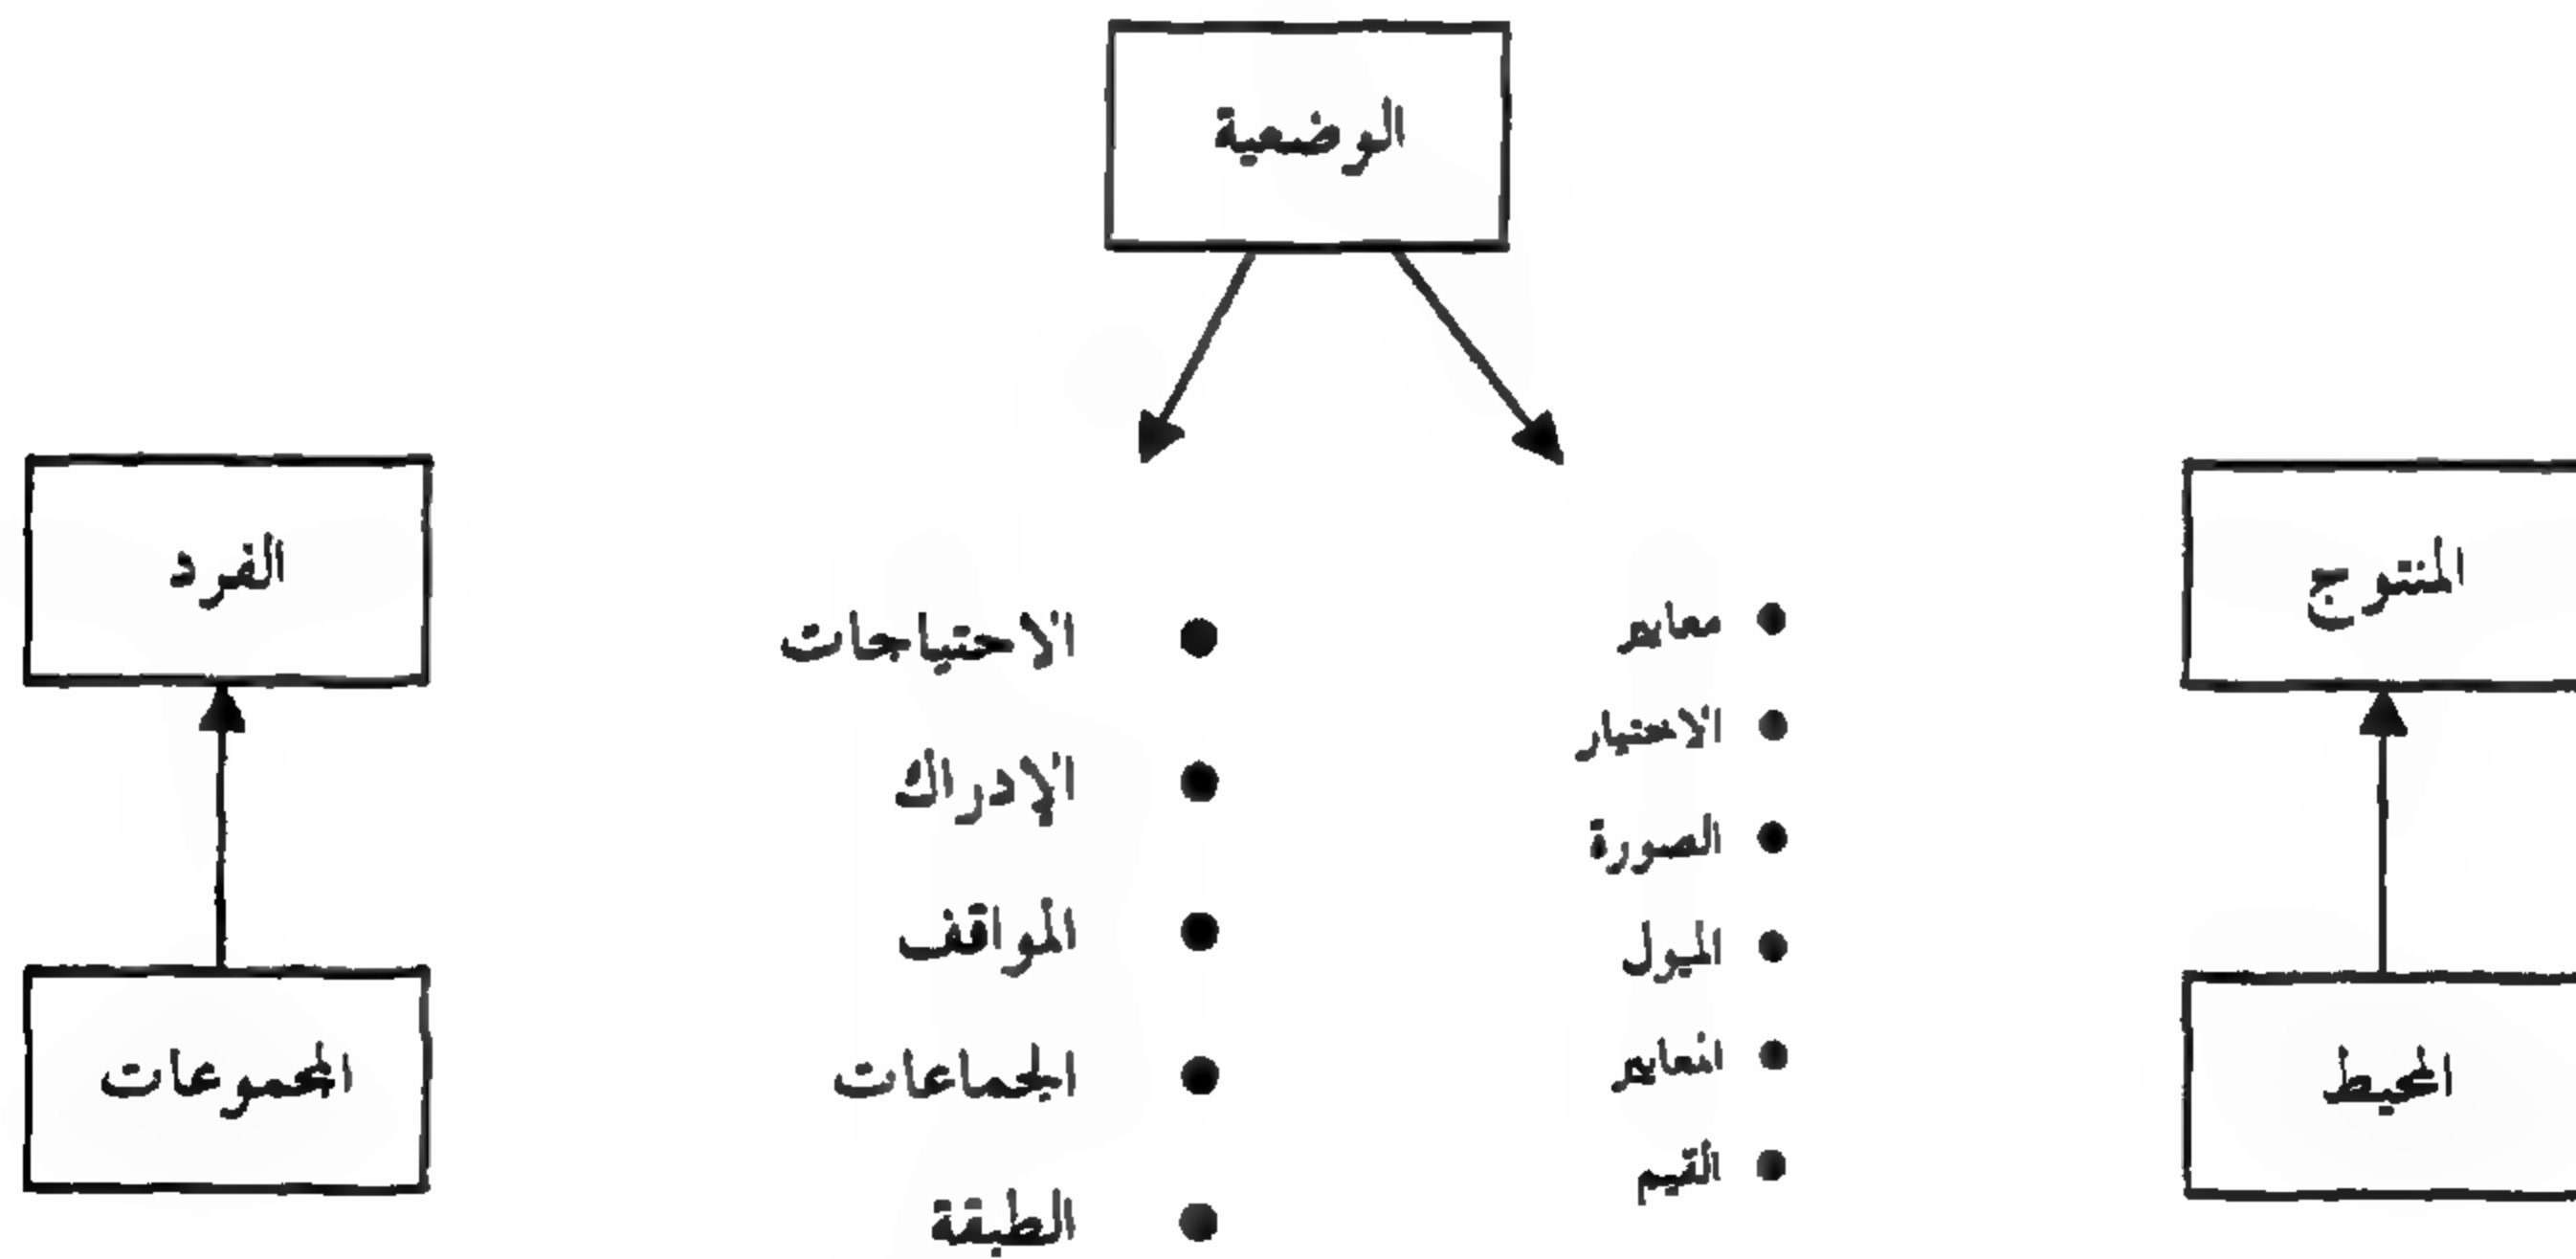 الوضعية
المنتوج
الفرد
• معايير
• الاختيار
• الصورة
• الميول
• المعايير
• القيم
• الاحتياجات
• الإدراك
• المواقف
• الجماعات
• الطبقة
المحيط
المجموعات